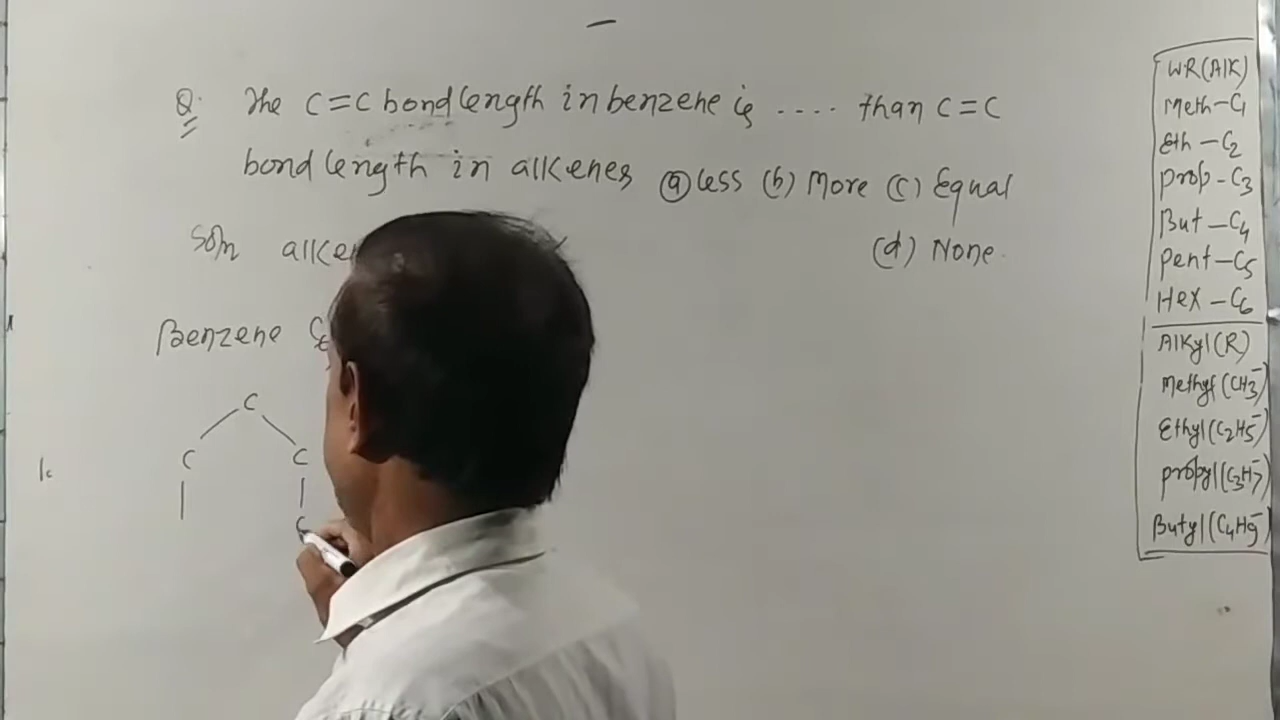 Q. The C=C bond length in benzene is .... than C=C
bond length in alkenes (a) Less (b) More (c) Equal
(d) None.
Soln
Benzene
C
C C
C
WR(Alk)
Meth-C1
Eth-C2
Prop-C3
But-C4
Pent-C5
Hex-C6
Alkyl(R)
Methyl(CH3-)
Ethyl(C2H5-)
propyl(C3H7-)
Butyl(C4H9-)